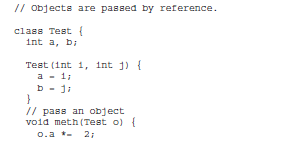 // Objects are passed by reference.
class Test {
int a, b;
Test(int i, int j) {
a = i;
b = j;
}
// pass an object
void meth(Test o) {
o.a *= 2;